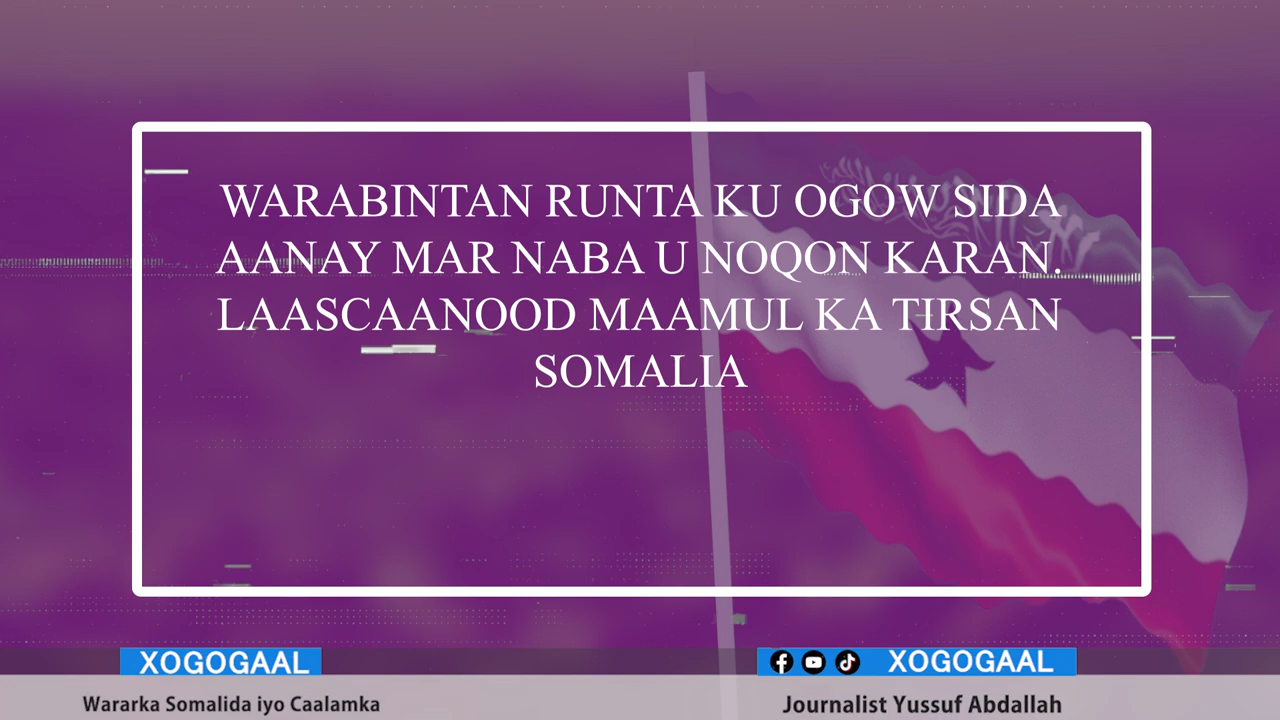 WARABINTAN RUNTA KU OGOW SIDA
AANAY MAR NABA U NOQON KARAN.
LAASCAANOOD MAAMUL KA TIRSAN
SOMALIA
XOGOGAAL
XOGOGAAL
Wararka Somalida iyo Caalamka
Journalist Yussuf Abdallah